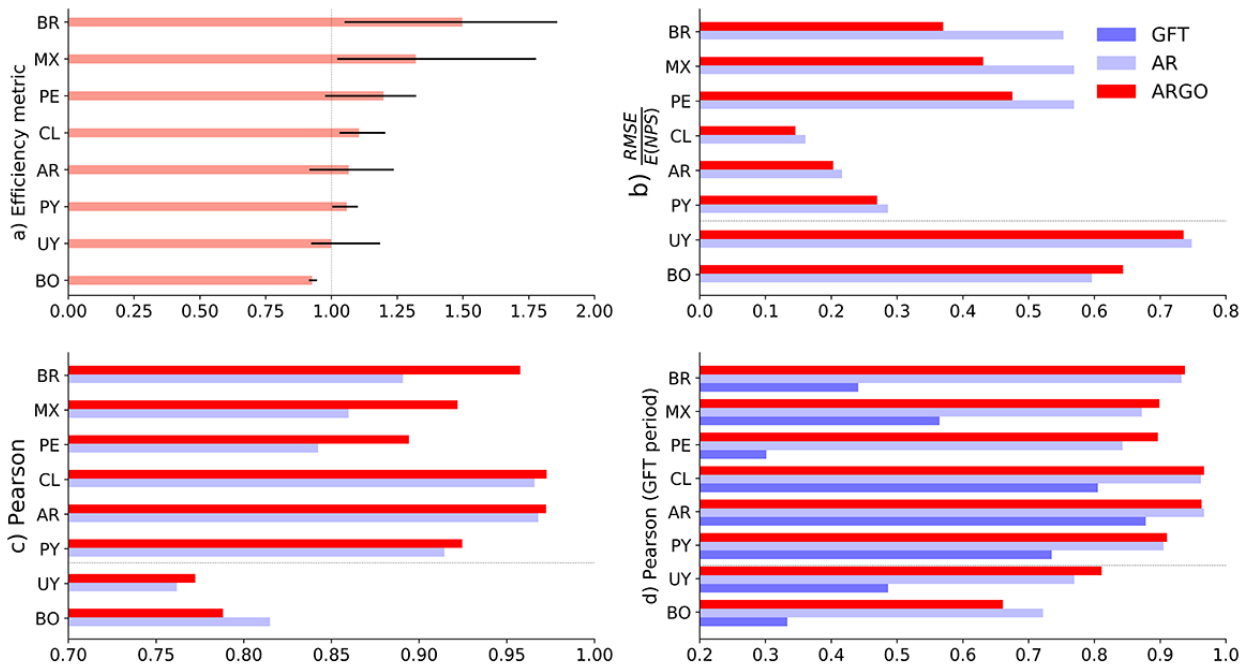 a) Efficiency metric
BR
MX
PE
CL
AR
PY
UY
BO
0.00 0.25 0.50 0.75 1.00 1.25 1.50 1.75 2.00
b) RMSE
E(NPS)
BR
MX
PE
CL
AR
PY
UY
BO
0.0 0.1 0.2 0.3 0.4 0.5 0.6 0.7 0.8
GFT
AR
ARGO
c) Pearson
BR
MX
PE
CL
AR
PY
UY
BO
0.70 0.75 0.80 0.85 0.90 0.95 1.00
d) Pearson (GFT period)
BR
MX
PE
CL
AR
PY
UY
BO
0.2 0.3 0.4 0.5 0.6 0.7 0.8 0.9 1.0